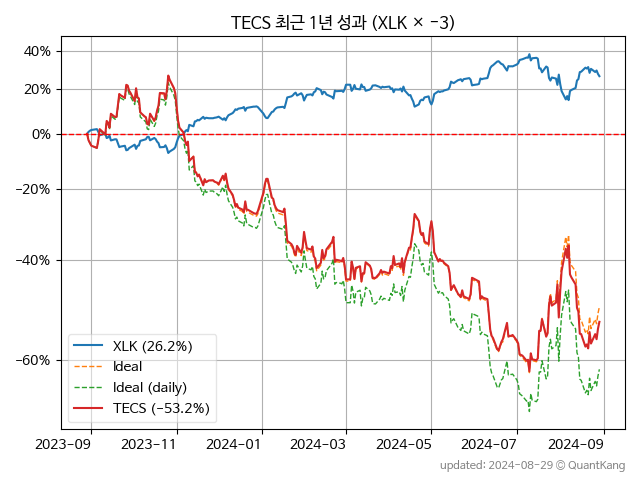 TECS 최근 1년 성과 (XLK × −3)
40%
20%
0%
−20%
−40%
−60%
XLK (26.2%)
Ideal
Ideal (daily)
TECS (−53.2%)
2023-09
2023-11
2024-01
2024-03
2024-05
2024-07
2024-09
updated: 2024-08-29 © QuantKang